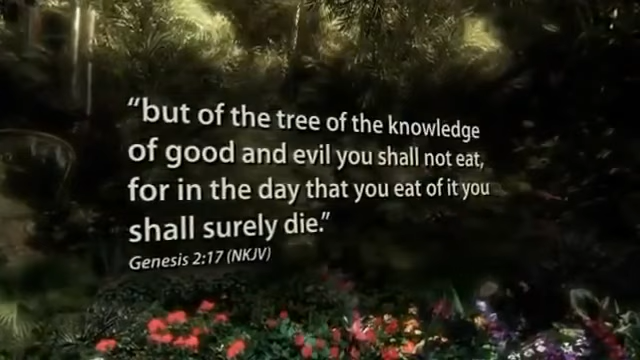 “but of the tree of the knowledge
of good and evil you shall not eat,
for in the day that you eat of it you
shall surely die.”
Genesis 2:17 (NKJV)